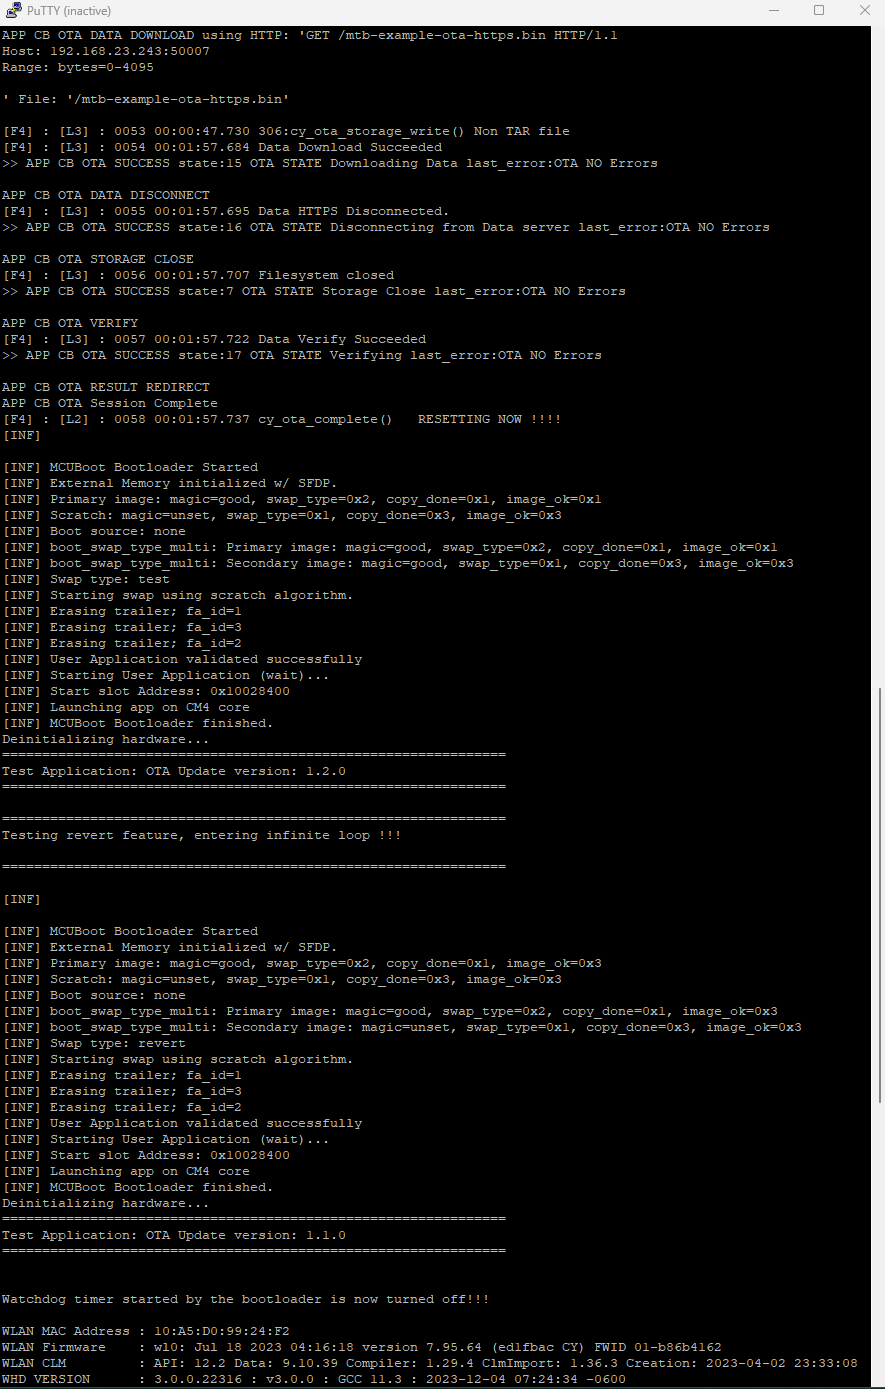 PuTTY (inactive)
APP CB OTA DATA DOWNLOAD using HTTP: 'GET /mtb-example-ota-https.bin HTTP/1.1
Host: 192.168.23.243:50007
Range: bytes=0-4095
' File: '/mtb-example-ota-https.bin'
[F4] : [L3] : 0053 00:00:47.730 306:cy_ota_storage_write() Non TAR file
[F4] : [L3] : 0054 00:01:57.684 Data Download Succeeded
>> APP CB OTA SUCCESS state:15 OTA STATE Downloading Data last_error:OTA NO Errors
APP CB OTA DATA DISCONNECT
[F4] : [L3] : 0055 00:01:57.695 Data HTTPS Disconnected.
>> APP CB OTA SUCCESS state:16 OTA STATE Disconnecting from Data server last_error:OTA NO Errors
APP CB OTA STORAGE CLOSE
[F4] : [L3] : 0056 00:01:57.707 Filesystem closed
>> APP CB OTA SUCCESS state:7 OTA STATE Storage Close last_error:OTA NO Errors
APP CB OTA VERIFY
[F4] : [L3] : 0057 00:01:57.722 Data Verify Succeeded
>> APP CB OTA SUCCESS state:17 OTA STATE Verifying last_error:OTA NO Errors
APP CB OTA RESULT REDIRECT
APP CB OTA Session Complete
[F4] : [L2] : 0058 00:01:57.737 cy_ota_complete()   RESETTING NOW !!!!
[INF]
[INF] MCUBoot Bootloader Started
[INF] External Memory initialized w/ SFDP.
[INF] Primary image: magic=good, swap_type=0x2, copy_done=0x1, image_ok=0x1
[INF] Scratch: magic=unset, swap_type=0x1, copy_done=0x3, image_ok=0x3
[INF] Boot source: none
[INF] boot_swap_type_multi: Primary image: magic=good, swap_type=0x2, copy_done=0x1, image_ok=0x1
[INF] boot_swap_type_multi: Secondary image: magic=good, swap_type=0x1, copy_done=0x3, image_ok=0x3
[INF] Swap type: test
[INF] Starting swap using scratch algorithm.
[INF] Erasing trailer; fa_id=1
[INF] Erasing trailer; fa_id=3
[INF] Erasing trailer; fa_id=2
[INF] User Application validated successfully
[INF] Starting User Application (wait)...
[INF] Start slot Address: 0x10028400
[INF] Launching app on CM4 core
[INF] MCUBoot Bootloader finished.
Deinitializing hardware...
===============================================================
Test Application: OTA Update version: 1.2.0
===============================================================
===============================================================
Testing revert feature, entering infinite loop !!!
===============================================================
[INF]
[INF] MCUBoot Bootloader Started
[INF] External Memory initialized w/ SFDP.
[INF] Primary image: magic=good, swap_type=0x2, copy_done=0x1, image_ok=0x3
[INF] Scratch: magic=unset, swap_type=0x1, copy_done=0x3, image_ok=0x3
[INF] Boot source: none
[INF] boot_swap_type_multi: Primary image: magic=good, swap_type=0x2, copy_done=0x1, image_ok=0x3
[INF] boot_swap_type_multi: Secondary image: magic=unset, swap_type=0x1, copy_done=0x3, image_ok=0x3
[INF] Swap type: revert
[INF] Starting swap using scratch algorithm.
[INF] Erasing trailer; fa_id=1
[INF] Erasing trailer; fa_id=3
[INF] Erasing trailer; fa_id=2
[INF] User Application validated successfully
[INF] Starting User Application (wait)...
[INF] Start slot Address: 0x10028400
[INF] Launching app on CM4 core
[INF] MCUBoot Bootloader finished.
Deinitializing hardware...
===============================================================
Test Application: OTA Update version: 1.1.0
===============================================================
Watchdog timer started by the bootloader is now turned off!!!
WLAN MAC Address : 10:A5:D0:99:24:F2
WLAN Firmware    : wl0: Jul 18 2023 04:16:18 version 7.95.64 (ed1fbac CY) FWID 01-b86b4162
WLAN CLM         : API: 12.2 Data: 9.10.39 Compiler: 1.29.4 ClmImport: 1.36.3 Creation: 2023-04-02 23:33:08
WHD VERSION      : 3.0.0.22316 : v3.0.0 : GCC 11.3 : 2023-12-04 07:24:34 -0600